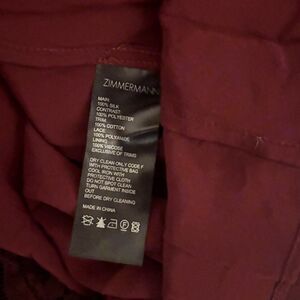 ZIMMERMANN
MAIN:
100% SILK
CONTRAST:
100% POLYESTER
TRIM:
100% COTTON
LACE:
100% POLYAMIDE
LINING:
100% VISCOSE
EXCLUSIVE OF TRIMS
DRY CLEAN ONLY CODE F
WITH PROTECTIVE BAG
COOL IRON WITH
PROTECTIVE CLOTH
DO NOT SPOT CLEAN
TURN GARMENT INSIDE
OUT
BEFORE DRY CLEANING
MADE IN CHINA